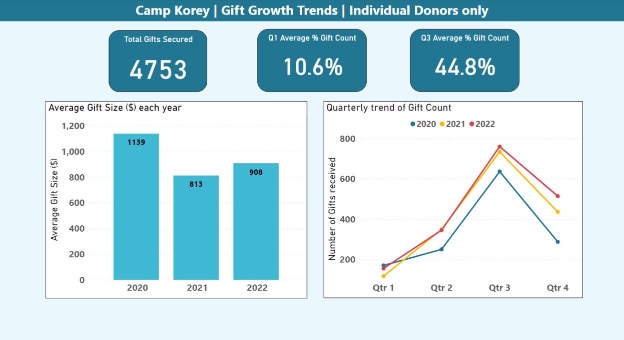 Camp Korey | Gift Growth Trends | Individual Donors only
Total Gifts Secured
4753
Q1 Average % Gift Count
10.6%
Q3 Average % Gift Count
44.8%
Average Gift Size ($) each year
Average Gift Size ($)
1,200
1,000
800
600
400
200
0
1139
813
908
2020
2021
2022
Quarterly trend of Gift Count
2020 2021 2022
Number of Gifts received
800
600
400
200
Qtr 1
Qtr 2
Qtr 3
Qtr 4